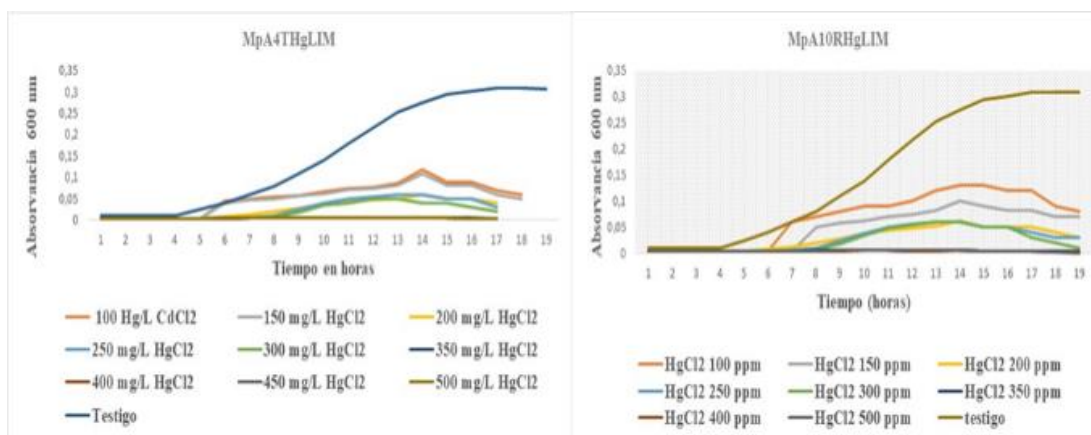 MpA4THgLIM
Absorvancia 600 nm
0,35
0,3
0,25
0,2
0,15
0,1
0,05
0
1 2 3 4 5 6 7 8 9 10 11 12 13 14 15 16 17 18 19
Tiempo en horas
100 Hg/L CdCl2 150 mg/L HgCl2 200 mg/L HgCl2
250 mg/L HgCl2 300 mg/L HgCl2 350 mg/L HgCl2
400 mg/L HgCl2 450 mg/L HgCl2 500 mg/L HgCl2
Testigo
MpA10RHgLIM
Absorvancia 600 nm
0,35
0,3
0,25
0,2
0,15
0,1
0,05
0
1 2 3 4 5 6 7 8 9 10 11 12 13 14 15 16 17 18 19
Tiempo (horas)
HgCl2 100 ppm HgCl2 150 ppm HgCl2 200 ppm
HgCl2 250 ppm HgCl2 300 ppm HgCl2 350 ppm
HgCl2 400 ppm HgCl2 500 ppm testigo